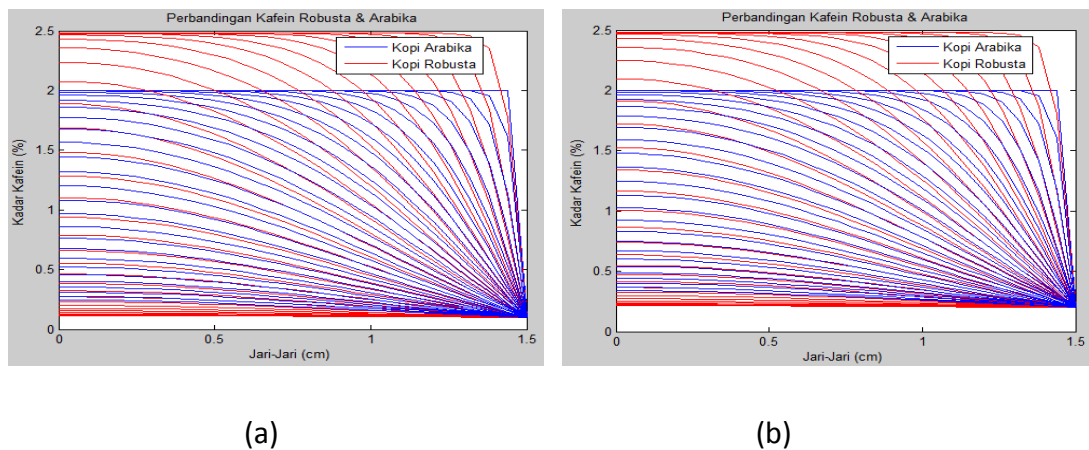 Perbandingan Kafein Robusta & Arabika
2.5
2
1.5
1
0.5
0
Kadar Kafein (%)
Kopi Arabika
Kopi Robusta
0
0.5
1
1.5
Jari-Jari (cm)
(a)
Perbandingan Kafein Robusta & Arabika
2.5
2
1.5
1
0.5
0
Kadar Kafein (%)
Kopi Arabika
Kopi Robusta
0
0.5
1
1.5
Jari-Jari (cm)
(b)